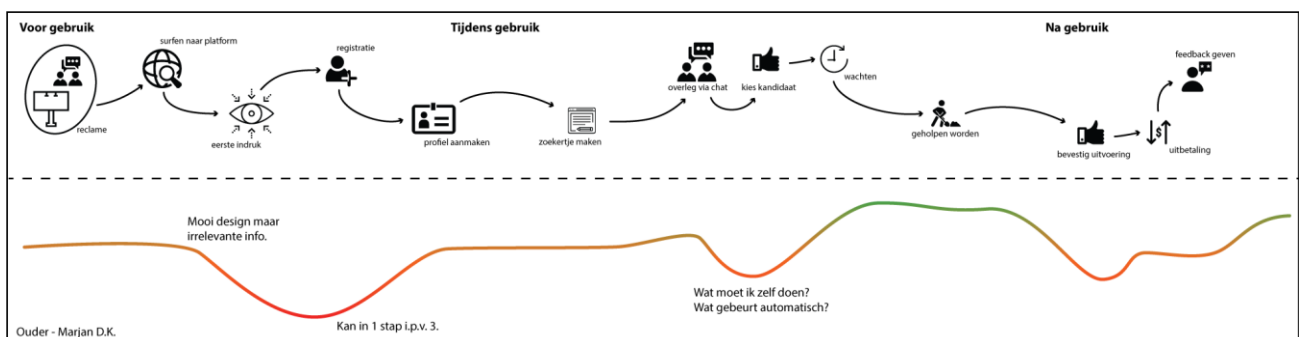 Voor gebruik
Tijdens gebruik
Na gebruik
reclame
surfen naar platform
eerste indruk
registratie
profiel aanmaken
zoekertje maken
overleg via chat
kies kandidaat
wachten
geholpen worden
bevestig uitvoering
$
uitbetaling
feedback geven
Mooi design maar
irrelevante info.
Kan in 1 stap i.p.v. 3.
Wat moet ik zelf doen?
Wat gebeurt automatisch?
Ouder - Marjan D.K.